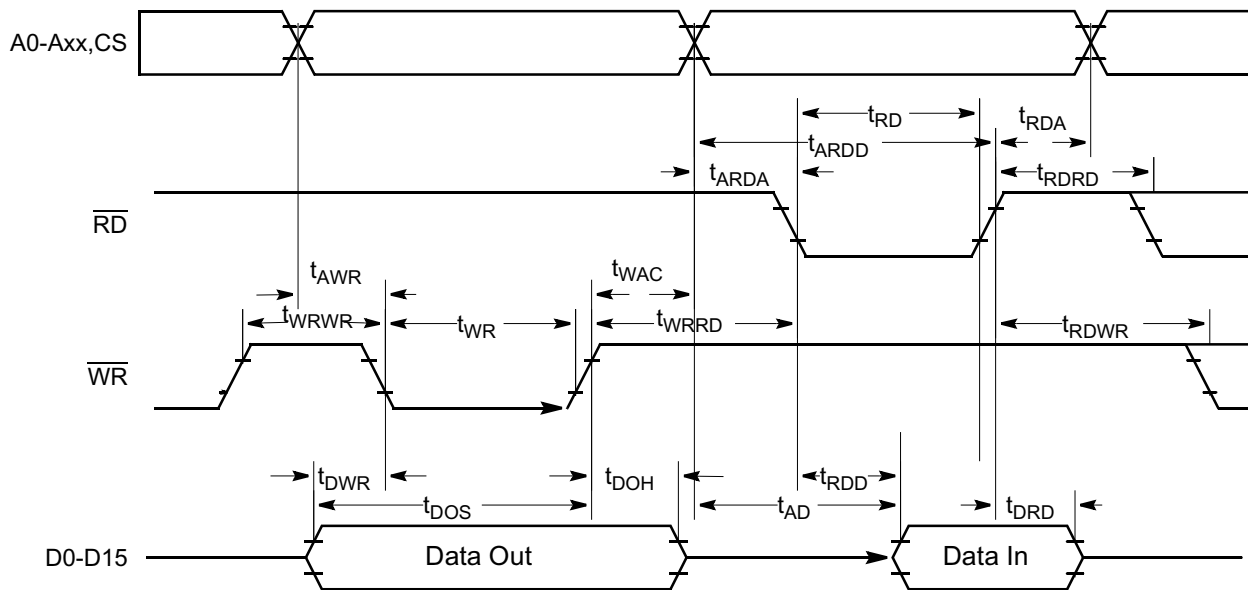 A0-Axx,CS
tRD
tRDA
tARDD
tARDA
tRDRD
RD
tAWR
tWAC
tWRWR
tWR
tWRRD
tRDWR
WR
tDWR
tDOH
tRDD
tDOS
tAD
tDRD
D0-D15
Data Out
Data In